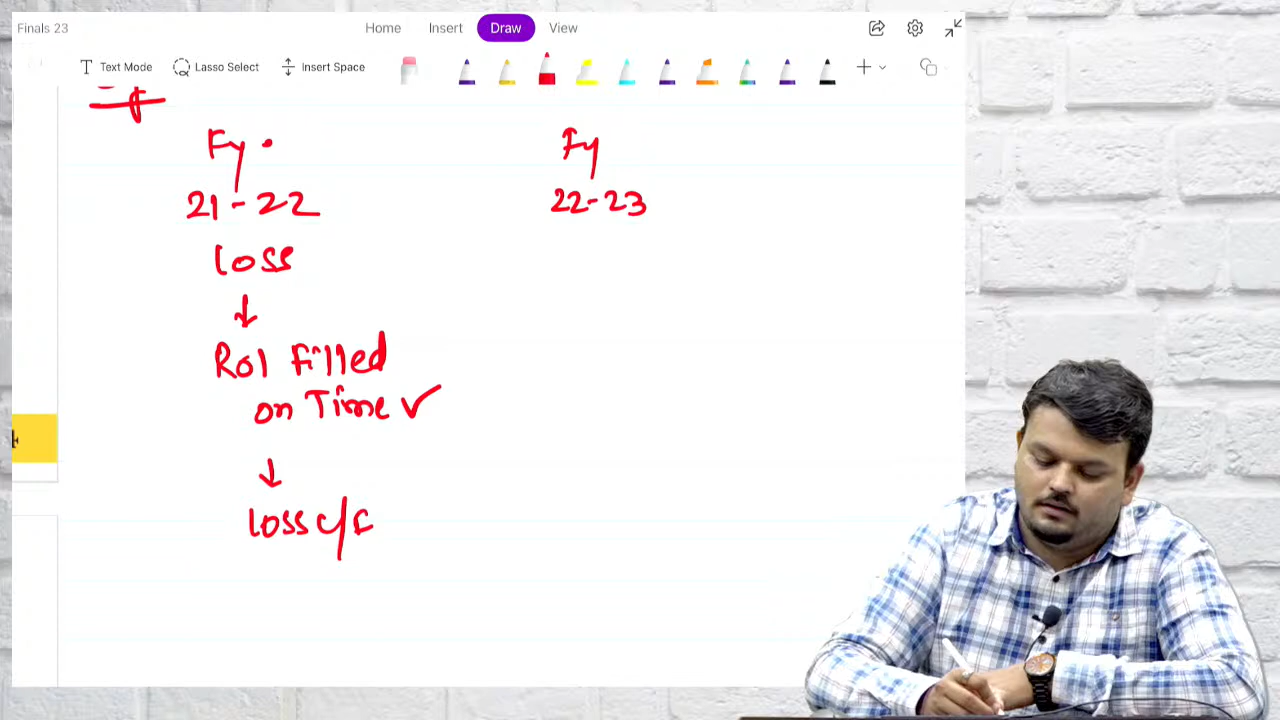 Finals 23
Home Insert Draw View
Text Mode Lasso Select Insert Space
Fy. Fy
21-22 22-23
loss
↓
RoI Filled
on Time ✓
↓
loss c/f